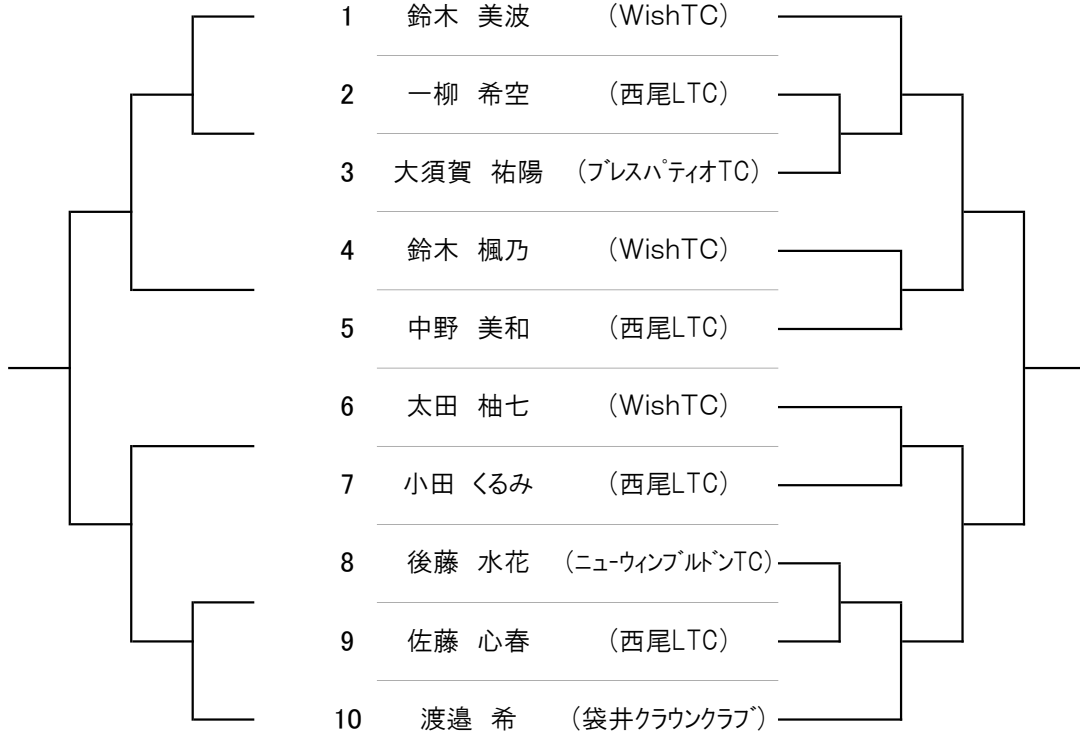 1 鈴木 美波 (WishTC)
2 一柳 希空 (西尾LTC)
3 大須賀 祐陽 (ブレスパティオTC)
4 鈴木 楓乃 (WishTC)
5 中野 美和 (西尾LTC)
6 太田 柚七 (WishTC)
7 小田 くるみ (西尾LTC)
8 後藤 水花 (ニューウィンブルドンTC)
9 佐藤 心春 (西尾LTC)
10 渡邉 希 (袋井クラウンクラブ)